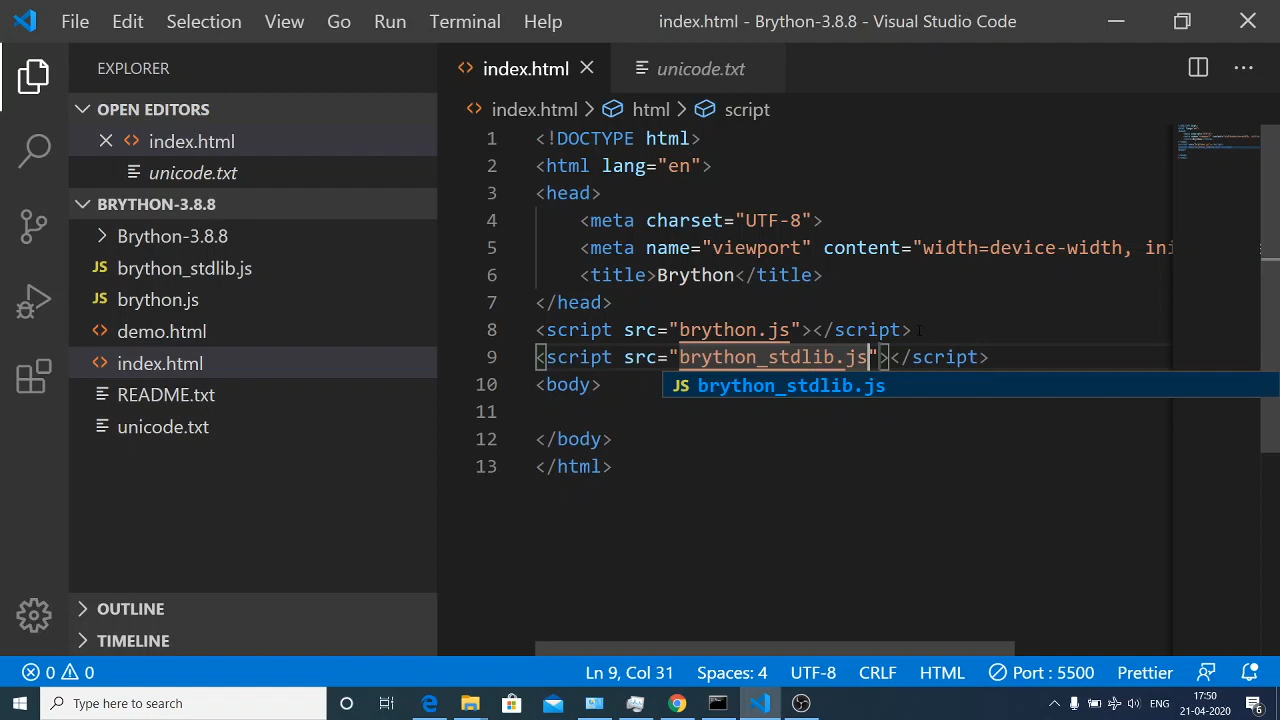 File Edit Selection View Go Run Terminal Help index.html - Brython-3.8.8 - Visual Studio Code
EXPLORER
OPEN EDITORS
index.html
unicode.txt
BRYTHON-3.8.8
Brython-3.8.8
JS brython_stdlib.js
JS brython.js
demo.html
index.html
README.txt
unicode.txt
OUTLINE
TIMELINE
index.html unicode.txt
index.html > html > script
1 <!DOCTYPE html>
2 <html lang="en">
3 <head>
4 <meta charset="UTF-8">
5 <meta name="viewport" content="width=device-width, ini
6 <title>Brython</title>
7 </head>
8 <script src="brython.js"></script>
9 <script src="brython_stdlib.js"></script>
10 <body>
JS brython_stdlib.js
11
12 </body>
13 </html>
0 0 Ln 9, Col 31 Spaces: 4 UTF-8 CRLF HTML Port : 5500 Prettier
Type here to search
ENG
17:50
21-04-2020
6